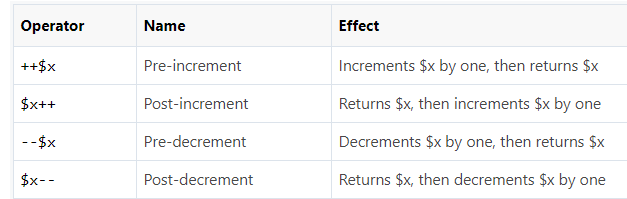 Operator Name Effect
++$x Pre-increment Increments $x by one, then returns $x
$x++ Post-increment Returns $x, then increments $x by one
--$x Pre-decrement Decrements $x by one, then returns $x
$x-- Post-decrement Returns $x, then decrements $x by one